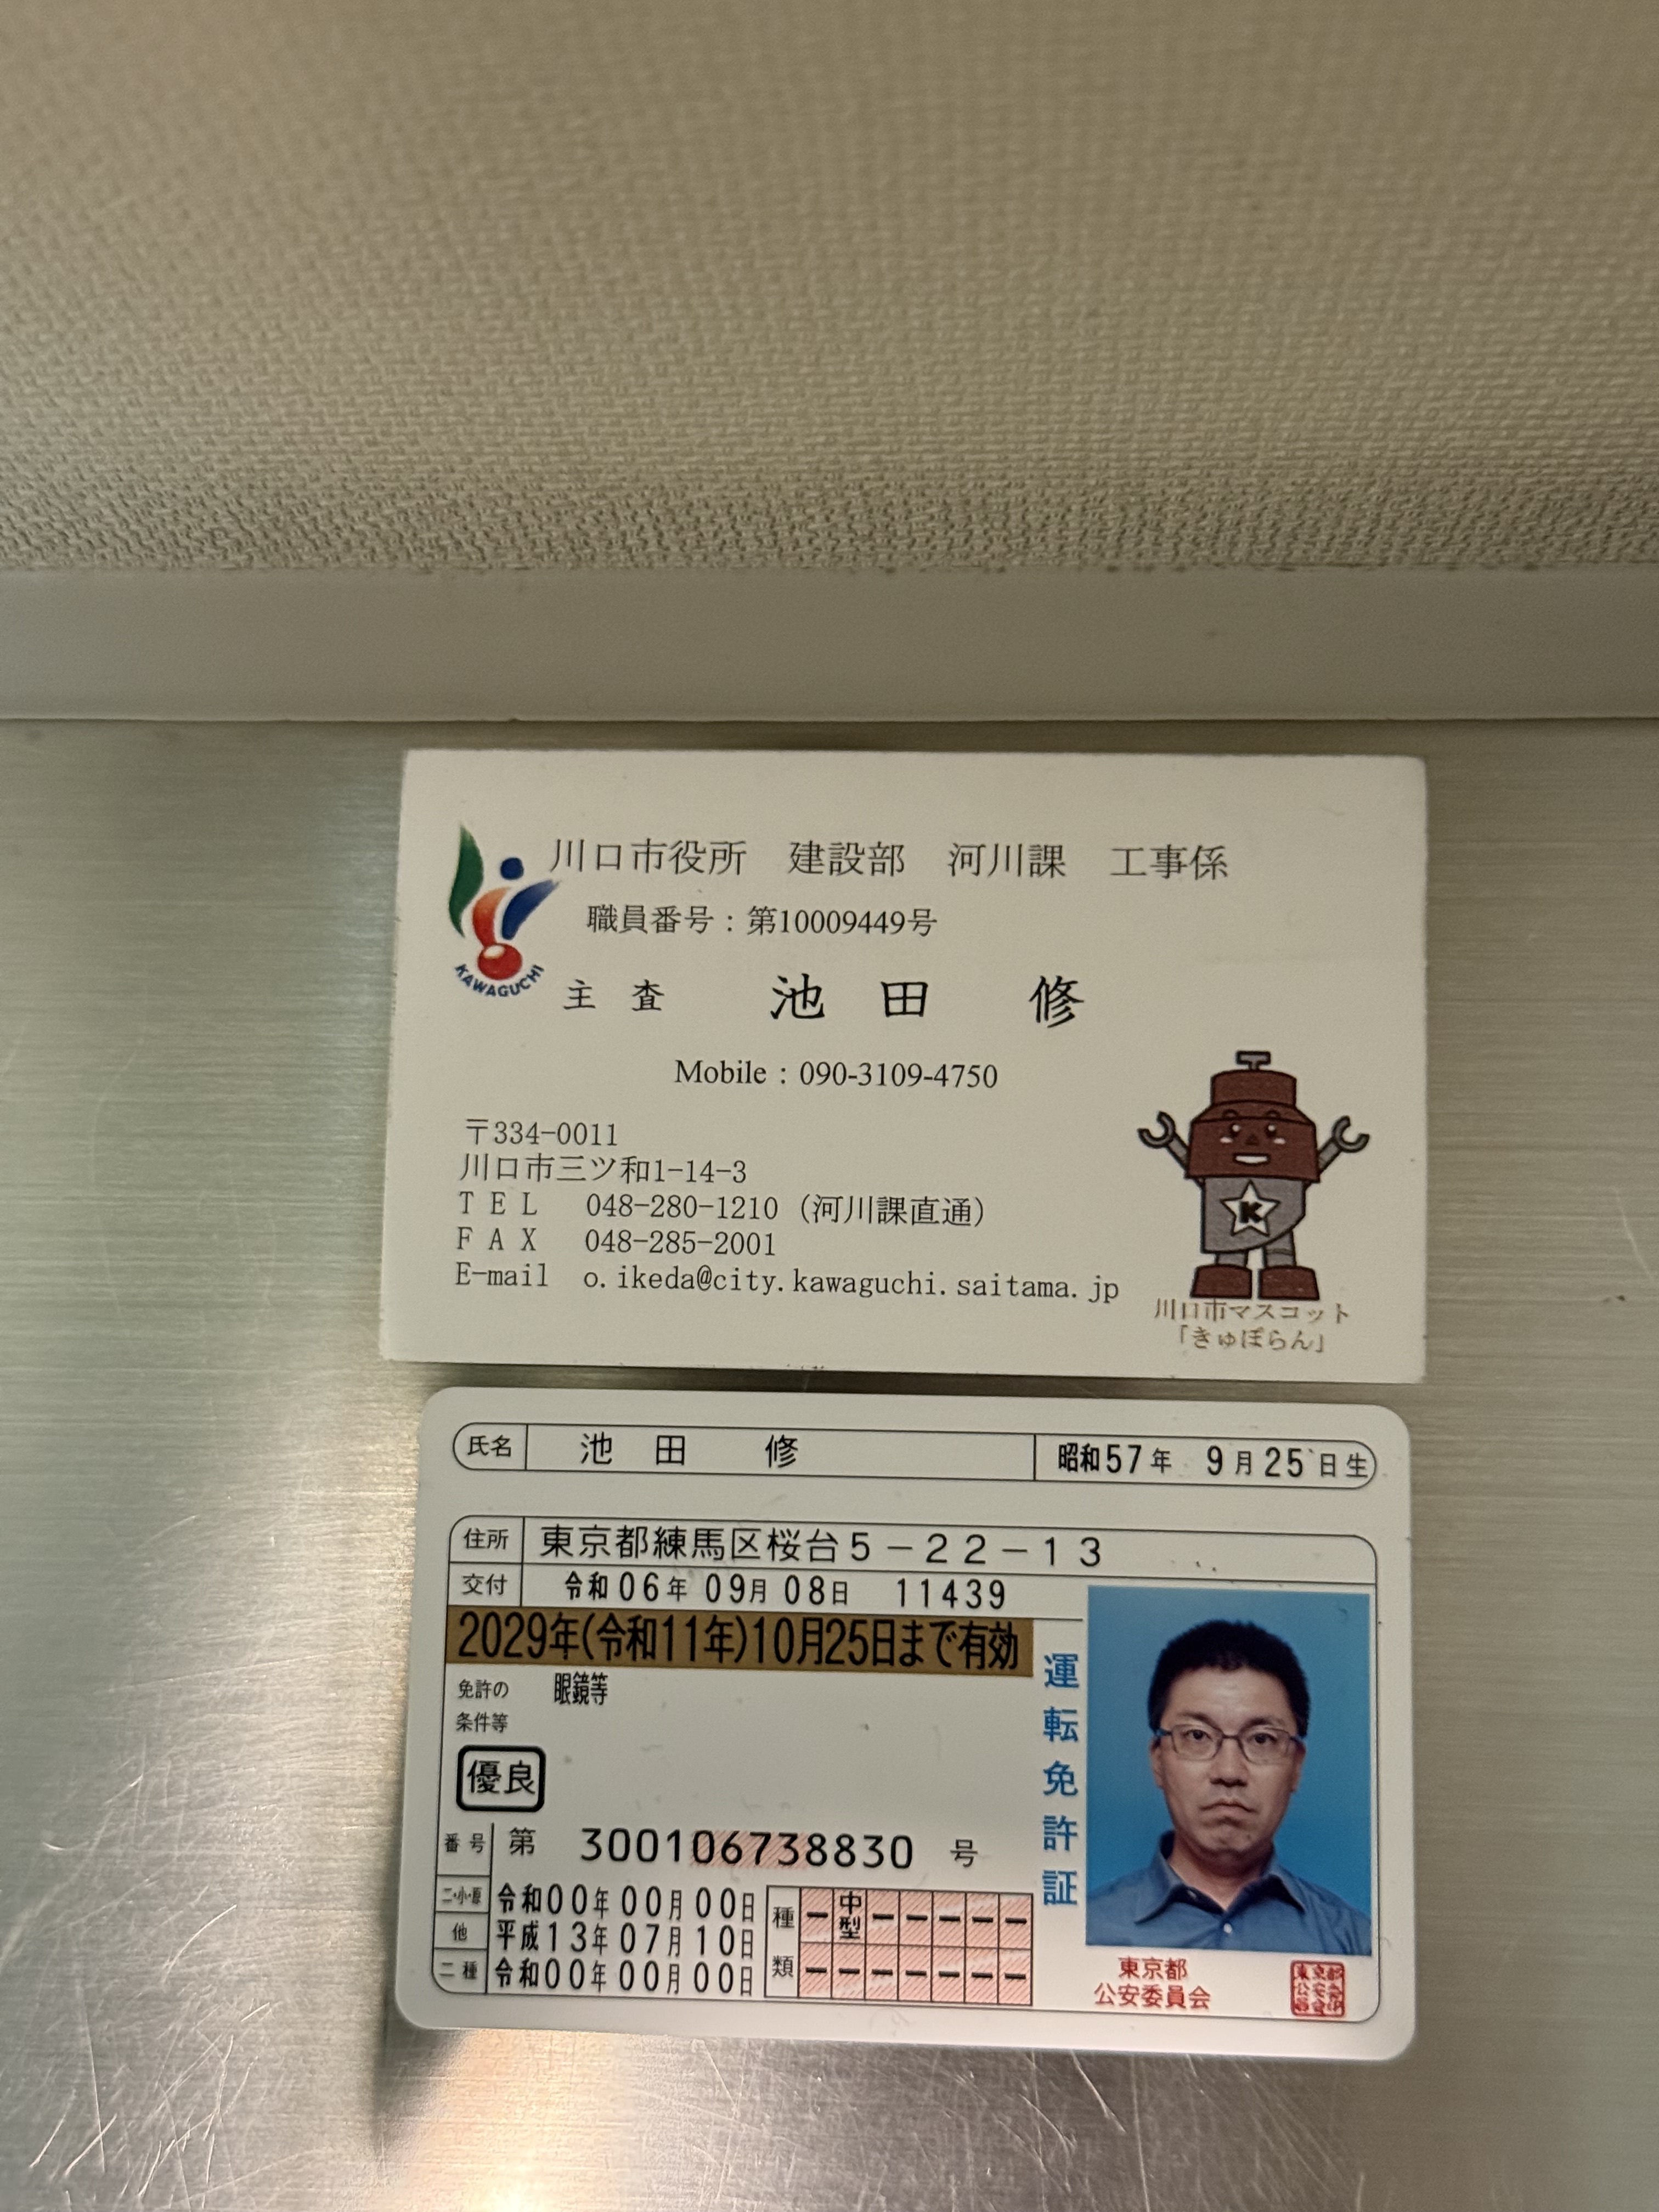 川口市役所 建設部 河川課 工事係
職員番号：第10009449号
KAWAGUCHI
主 査 池 田 修
Mobile：090-3109-4750
〒334-0011
川口市三ツ和1-14-3
ＴＥＬ 048-280-1210（河川課直通）
ＦＡＸ 048-285-2001
E-mail o.ikeda@city.kawaguchi.saitama.jp
K
川口市マスコット
「きゅぽらん」
氏名 池 田 修 昭和57年 9月25日生
住所 東京都練馬区桜台5－22－13
交付 令和06年09月08日 11439
2029年(令和11年)10月25日まで有効
免許の 眼鏡等
条件等
優良
番号 第 300106738830 号
二・小・原 令和00年00月00日
他 平成13年07月10日
二種 令和00年00月00日
種類
中型
運転免許証
東京都
公安委員会